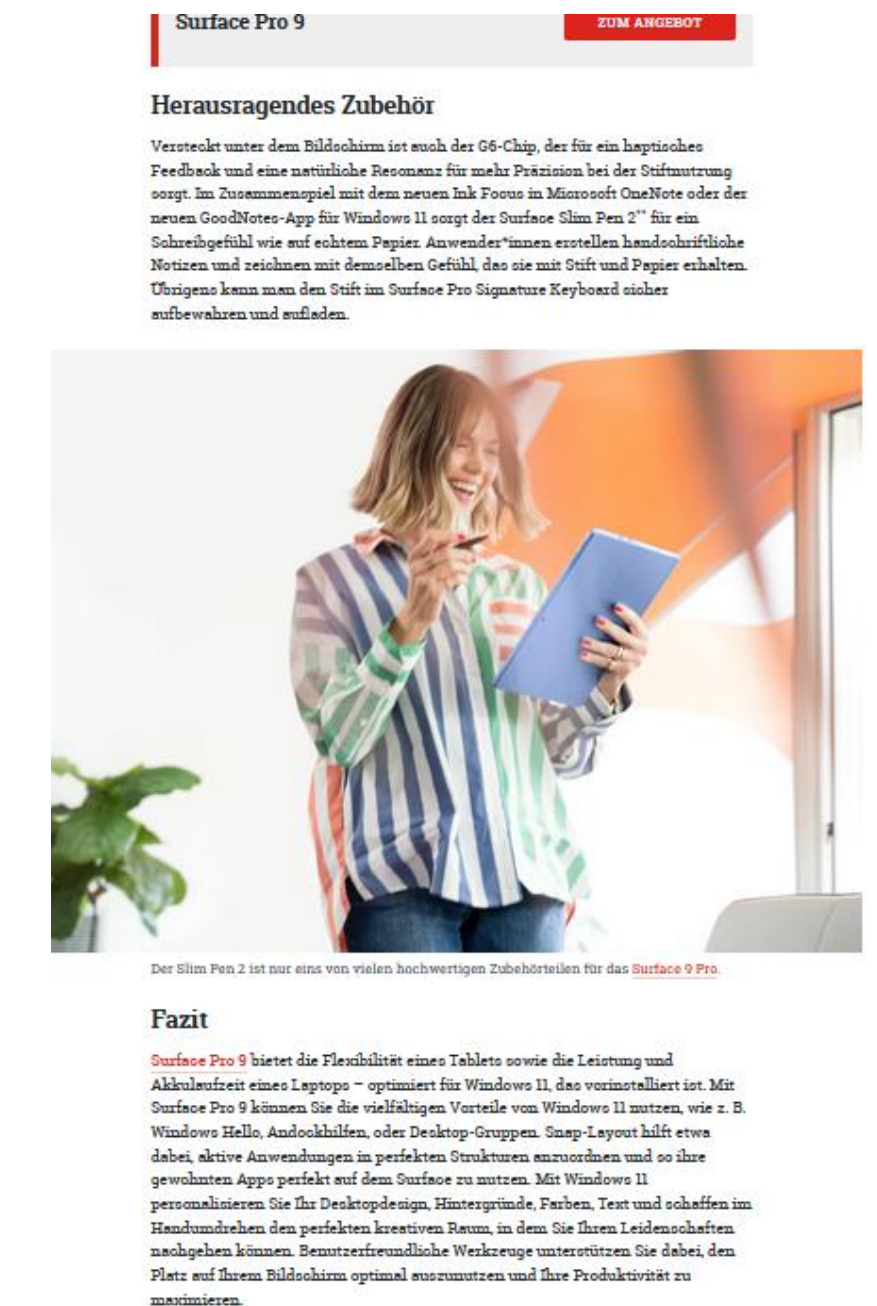 Surface Pro 9
ZUM ANGEBOT
Herausragendes Zubehör
Versteckt unter dem Bildschirm ist auch der G6-Chip, der für ein haptisches
Feedback und eine natürliche Resonanz für mehr Präzision bei der Stiftnutzung
sorgt. Im Zusammenspiel mit dem neuen Ink Focus in Microsoft OneNote oder der
neuen GoodNotes-App für Windows 11 sorgt der Surface Slim Pen 2** für ein
Schreibgefühl wie auf echtem Papier. Anwender*innen erstellen handschriftliche
Notizen und zeichnen mit demselben Gefühl, das sie mit Stift und Papier erhalten.
Übrigens kann man den Stift im Surface Pro Signature Keyboard sicher
aufbewahren und aufladen.
Der Slim Pen 2 ist nur eins von vielen hochwertigen Zubehörteilen für das Surface 9 Pro.
Fazit
Surface Pro 9 bietet die Flexibilität eines Tablets sowie die Leistung und
Akkulaufzeit eines Laptops – optimiert für Windows 11, das vorinstalliert ist. Mit
Surface Pro 9 können Sie die vielfältigen Vorteile von Windows 11 nutzen, wie z. B.
Windows Hello, Andockhilfen, oder Desktop-Gruppen. Snap-Layout hilft etwa
dabei, aktive Anwendungen in perfekten Strukturen anzuordnen und so ihre
gewohnten Apps perfekt auf dem Surface zu nutzen. Mit Windows 11
personalisieren Sie Ihr Desktopdesign, Hintergründe, Farben, Text und schaffen im
Handumdrehen den perfekten kreativen Raum, in dem Sie Ihren Leidenschaften
nachgehen können. Benutzerfreundliche Werkzeuge unterstützen Sie dabei, den
Platz auf Ihrem Bildschirm optimal auszunutzen und Ihre Produktivität zu
maximieren.